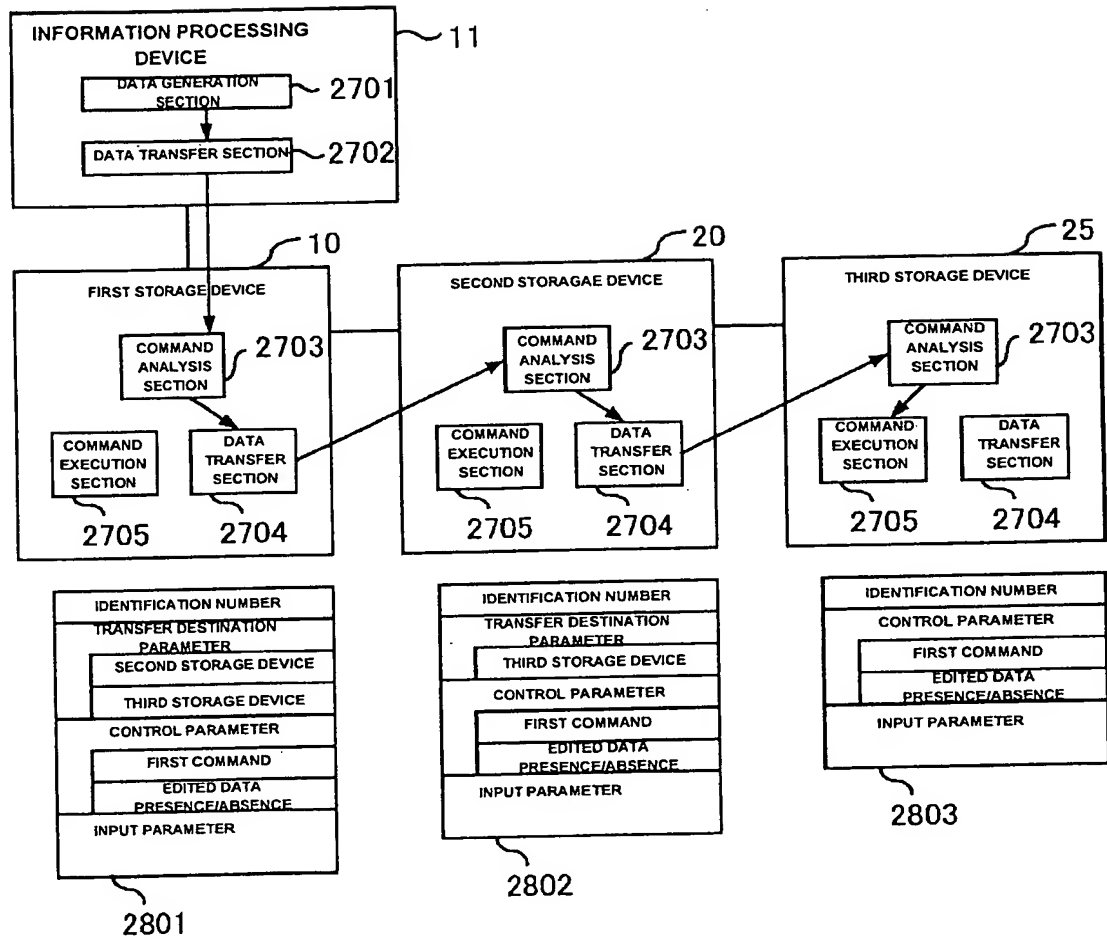 INFORMATION PROCESSING
DEVICE
11
DATA GENERATION
SECTION
2701
DATA TRANSFER SECTION
2702
10
FIRST STORAGE DEVICE
COMMAND
ANALYSIS
SECTION
2703
COMMAND
EXECUTION
SECTION
2705
DATA
TRANSFER
SECTION
2704
20
SECOND STORAGAE DEVICE
COMMAND
ANALYSIS
SECTION
2703
COMMAND
EXECUTION
SECTION
2705
DATA
TRANSFER
SECTION
2704
25
THIRD STORAGE DEVICE
COMMAND
ANALYSIS
SECTION
2703
COMMAND
EXECUTION
SECTION
2705
DATA
TRANSFER
SECTION
2704
IDENTIFICATION NUMBER
TRANSFER DESTINATION
PARAMETER
SECOND STORAGE DEVICE
THIRD STORAGE DEVICE
CONTROL PARAMETER
FIRST COMMAND
EDITED DATA
PRESENCE/ABSENCE
INPUT PARAMETER
2801
IDENTIFICATION NUMBER
TRANSFER DESTINATION
PARAMETER
THIRD STORAGE DEVICE
CONTROL PARAMETER
FIRST COMMAND
EDITED DATA
PRESENCE/ABSENCE
INPUT PARAMETER
2802
IDENTIFICATION NUMBER
CONTROL PARAMETER
FIRST COMMAND
EDITED DATA
PRESENCE/ABSENCE
INPUT PARAMETER
2803